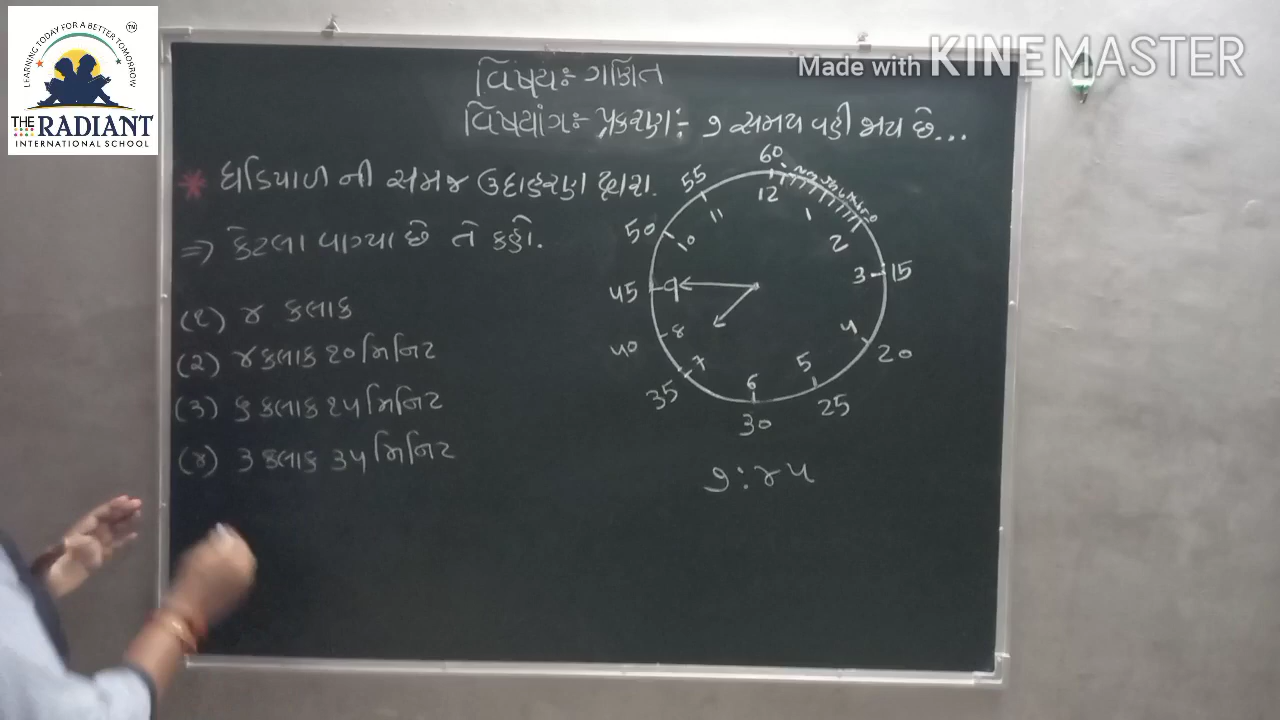 LEARNING TODAY FOR A BETTER TOMORROW
TM
THE RADIANT
INTERNATIONAL SCHOOL
Made with KINEMASTER
વિષય:- ગણિત
વિષયાંગ:- પ્રકરણ:- ૭ સમય વહી જાય છે...
* ઘડિયાળ ની સમજ ઉદાહરણ દ્વારા.
=> કેટલા વાગ્યા છે તે કહો.
(૧) ૪ કલાક
(૨) ૪ કલાક ૨૦ મિનિટ
(૩) ૬ કલાક ૨૫ મિનિટ
(૪) ૩ કલાક ૩૫ મિનિટ
60
55 12
11 1
50 10 2
45 9 3 15
40 8 4 20
35 7 5 25
6
30
૭:૪૫